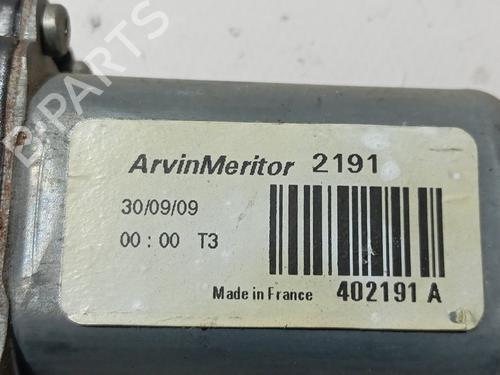 B-PARTS
ArvinMeritor 2191
30/09/09
00:00 T3
Made in France 402191 A